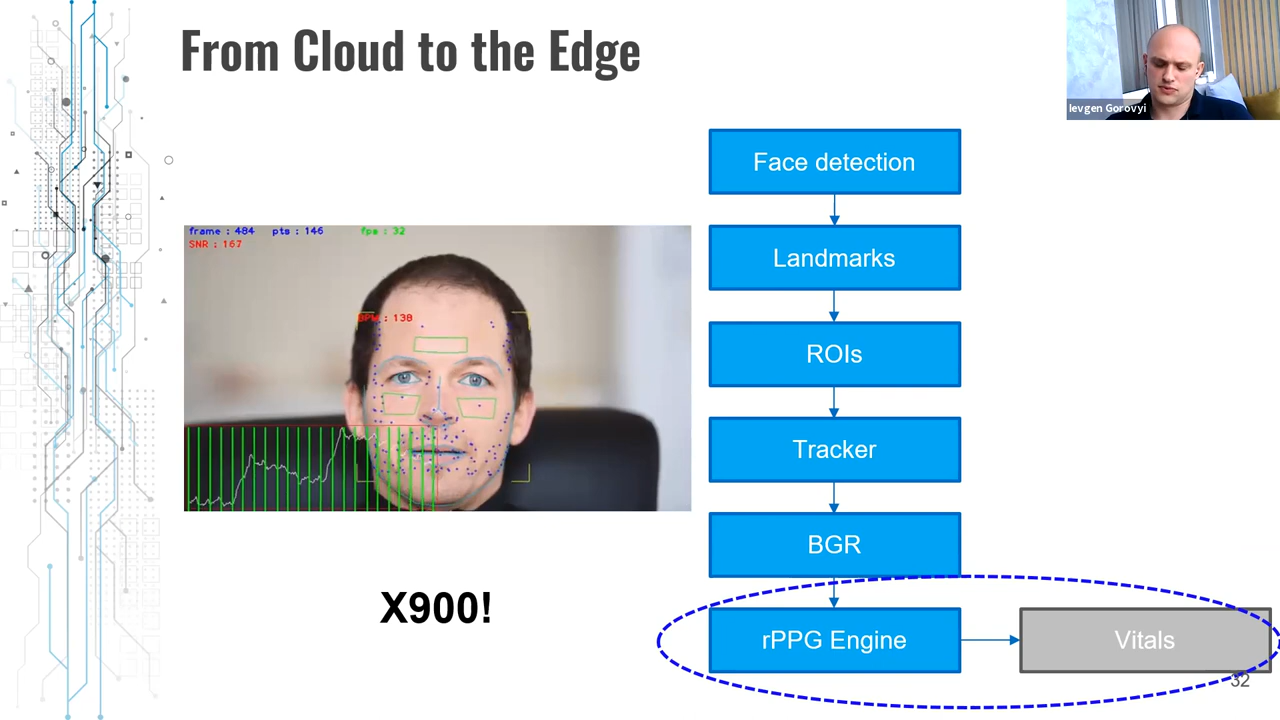 From Cloud to the Edge
Ievgen Gorovyi
Face detection
frame : 484 pts : 146 fps : 32
SNR : 167
Landmarks
BPM : 138
ROIs
Tracker
BGR
X900!
rPPG Engine
Vitals
32